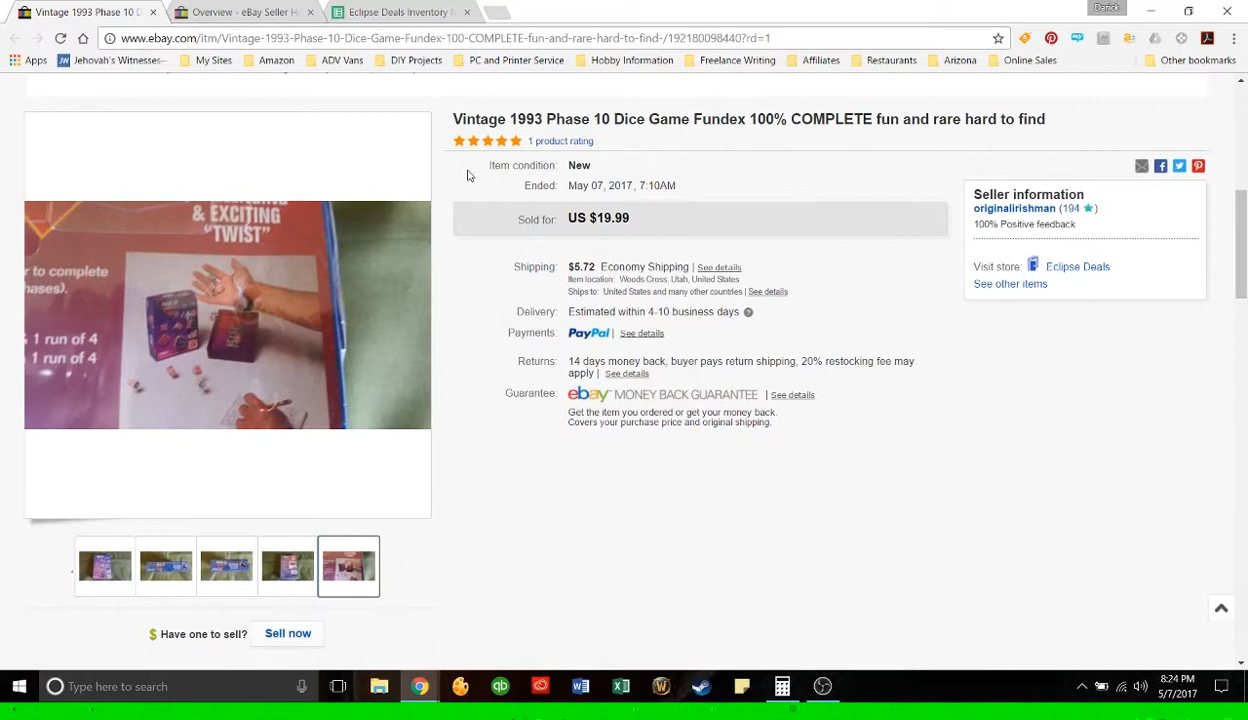 Vintage 1993 Phase 10 D
Overview - eBay Seller H
Eclipse Deals Inventory M
Derick
www.ebay.com/itm/Vintage-1993-Phase-10-Dice-Game-Fundex-100-COMPLETE-fun-and-rare-hard-to-find-/192180098440?rd=1
Apps
Jehovah's Witnesses—
My Sites
Amazon
ADV Vans
DIY Projects
PC and Printer Service
Hobby Information
Freelance Writing
Affiliates
Restaurants
Arizona
Online Sales
Other bookmarks
Vintage 1993 Phase 10 Dice Game Fundex 100% COMPLETE fun and rare hard to find
1 product rating
Item condition: New
Ended: May 07, 2017, 7:10AM
Sold for: US $19.99
Shipping: $5.72 Economy Shipping | See details
Item location: Woods Cross, Utah, United States
Ships to: United States and many other countries | See details
Delivery: Estimated within 4-10 business days
Payments: PayPal | See details
Returns: 14 days money back, buyer pays return shipping, 20% restocking fee may
apply | See details
Guarantee: ebay MONEY BACK GUARANTEE | See details
Get the item you ordered or get your money back.
Covers your purchase price and original shipping.
Seller information
originalirishman (194 )
100% Positive feedback
Visit store: Eclipse Deals
See other items
& EXCITING
"TWIST"
r to complete
hases).
1 run of 4
1 run of 4
$ Have one to sell? Sell now
Type here to search
8:24 PM
5/7/2017